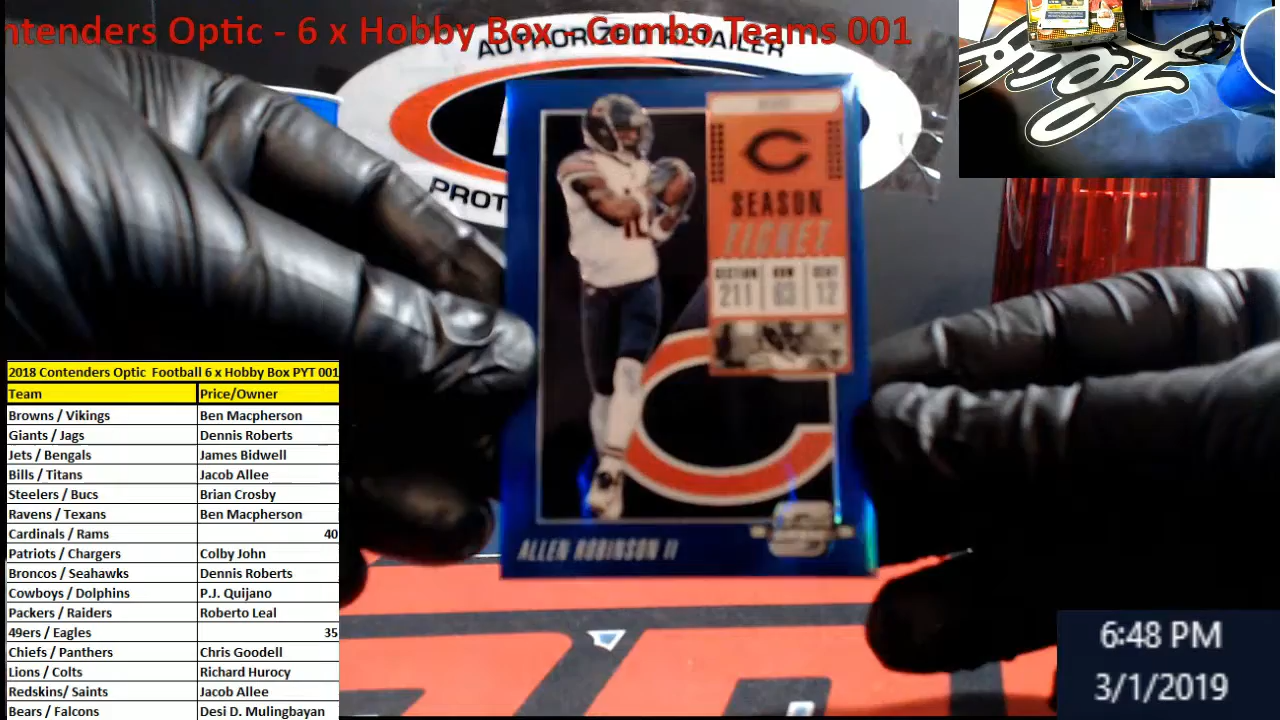 ntenders Optic - 6 x Hobby Box - Combo Teams 001
AUTHORIZED RETAILER
PROT
SEASON
TICKET
SECTION ROW SEAT
211 03 12
ALLEN ROBINSON II
2018 Contenders Optic Football 6 x Hobby Box PYT 001
Team Price/Owner
Browns / Vikings Ben Macpherson
Giants / Jags Dennis Roberts
Jets / Bengals James Bidwell
Bills / Titans Jacob Allee
Steelers / Bucs Brian Crosby
Ravens / Texans Ben Macpherson
Cardinals / Rams 40
Patriots / Chargers Colby John
Broncos / Seahawks Dennis Roberts
Cowboys / Dolphins P.J. Quijano
Packers / Raiders Roberto Leal
49ers / Eagles 35
Chiefs / Panthers Chris Goodell
Lions / Colts Richard Hurocy
Redskins/ Saints Jacob Allee
Bears / Falcons Desi D. Mulingbayan
6:48 PM
3/1/2019